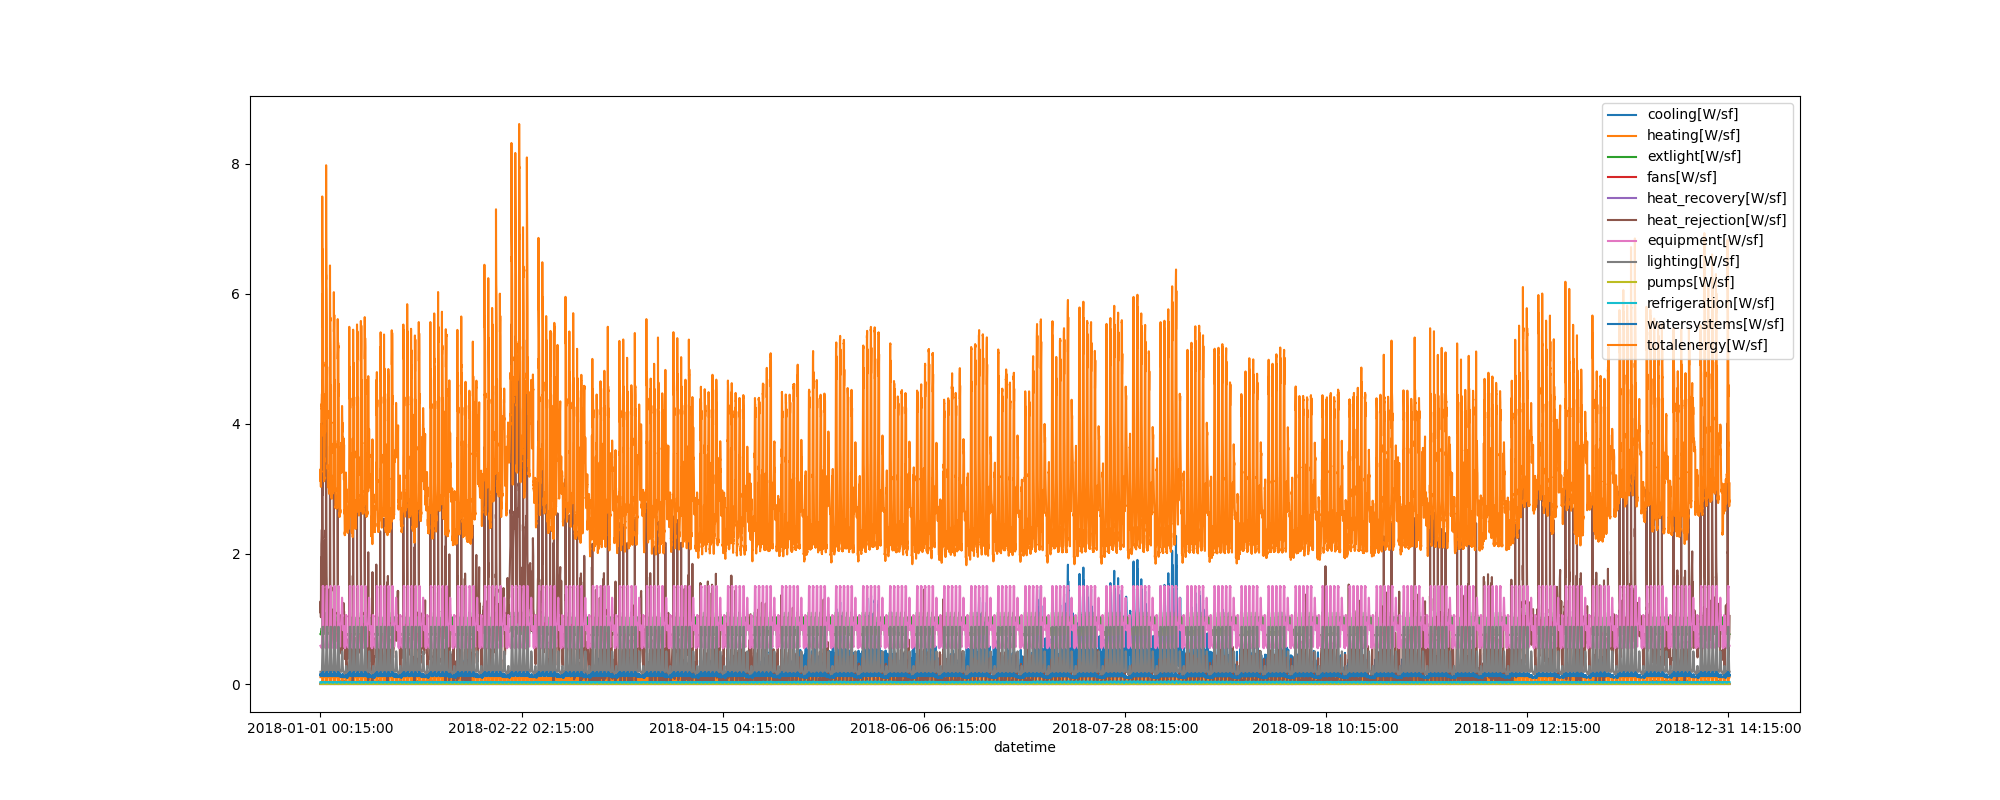 cooling[W/sf]
heating[W/sf]
extlight[W/sf]
fans[W/sf]
heat_recovery[W/sf]
heat_rejection[W/sf]
equipment[W/sf]
lighting[W/sf]
pumps[W/sf]
refrigeration[W/sf]
watersystems[W/sf]
totalenergy[W/sf]
8
6
4
2
0
2018-01-01 00:15:00 2018-02-22 02:15:00 2018-04-15 04:15:00 2018-06-06 06:15:00 2018-07-28 08:15:00 2018-09-18 10:15:00 2018-11-09 12:15:00 2018-12-31 14:15:00
datetime